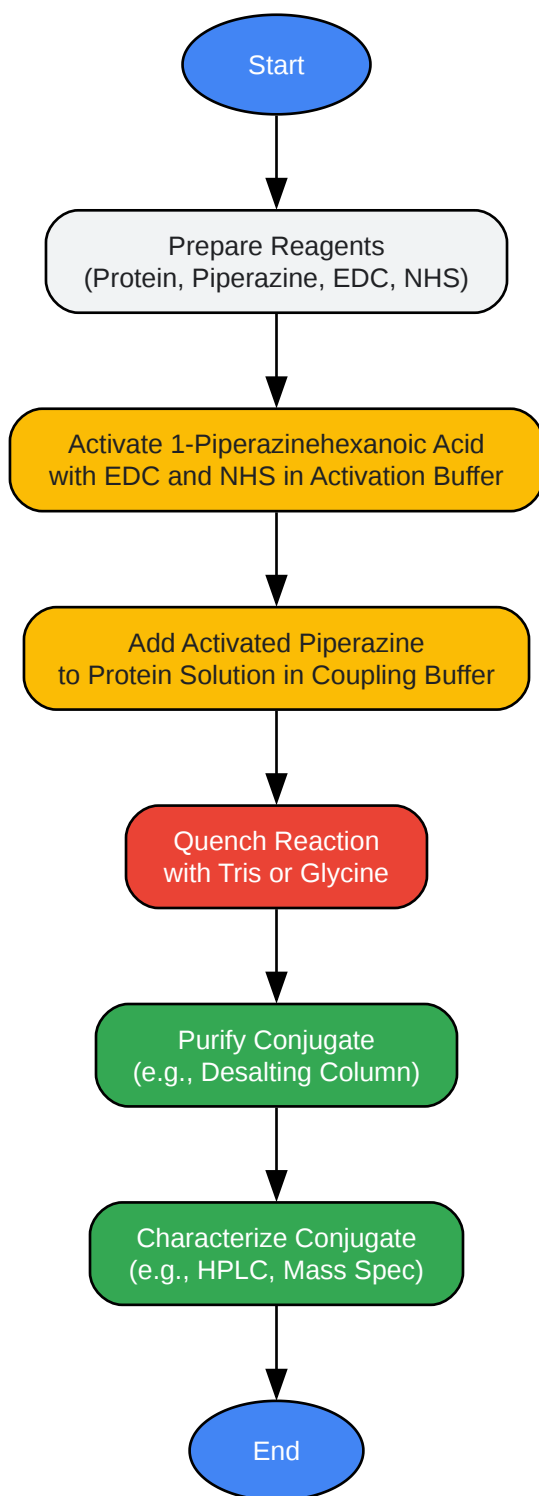 Start
Prepare Reagents
(Protein, Piperazine, EDC, NHS)
Activate 1-Piperazinehexanoic Acid
with EDC and NHS in Activation Buffer
Add Activated Piperazine
to Protein Solution in Coupling Buffer
Quench Reaction
with Tris or Glycine
Purify Conjugate
(e.g., Desalting Column)
Characterize Conjugate
(e.g., HPLC, Mass Spec)
End